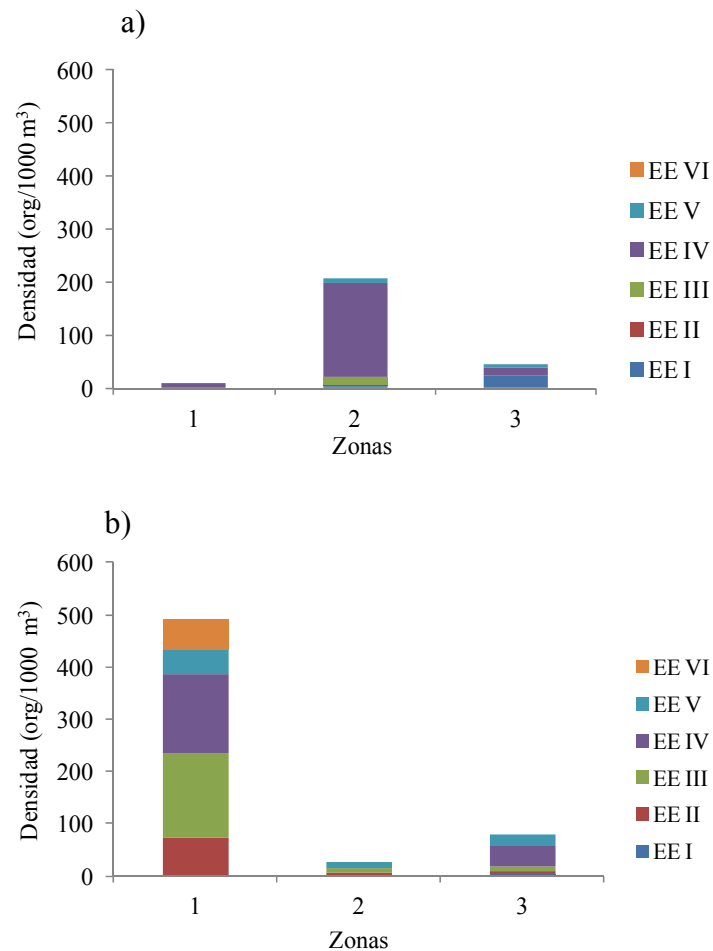 a)
Densidad (org/1000 m³)
600
500
400
300
200
100
0
1 2 3
Zonas
EE VI
EE V
EE IV
EE III
EE II
EE I
b)
Densidad (org/1000 m³)
600
500
400
300
200
100
0
1 2 3
Zonas
EE VI
EE V
EE IV
EE III
EE II
EE I